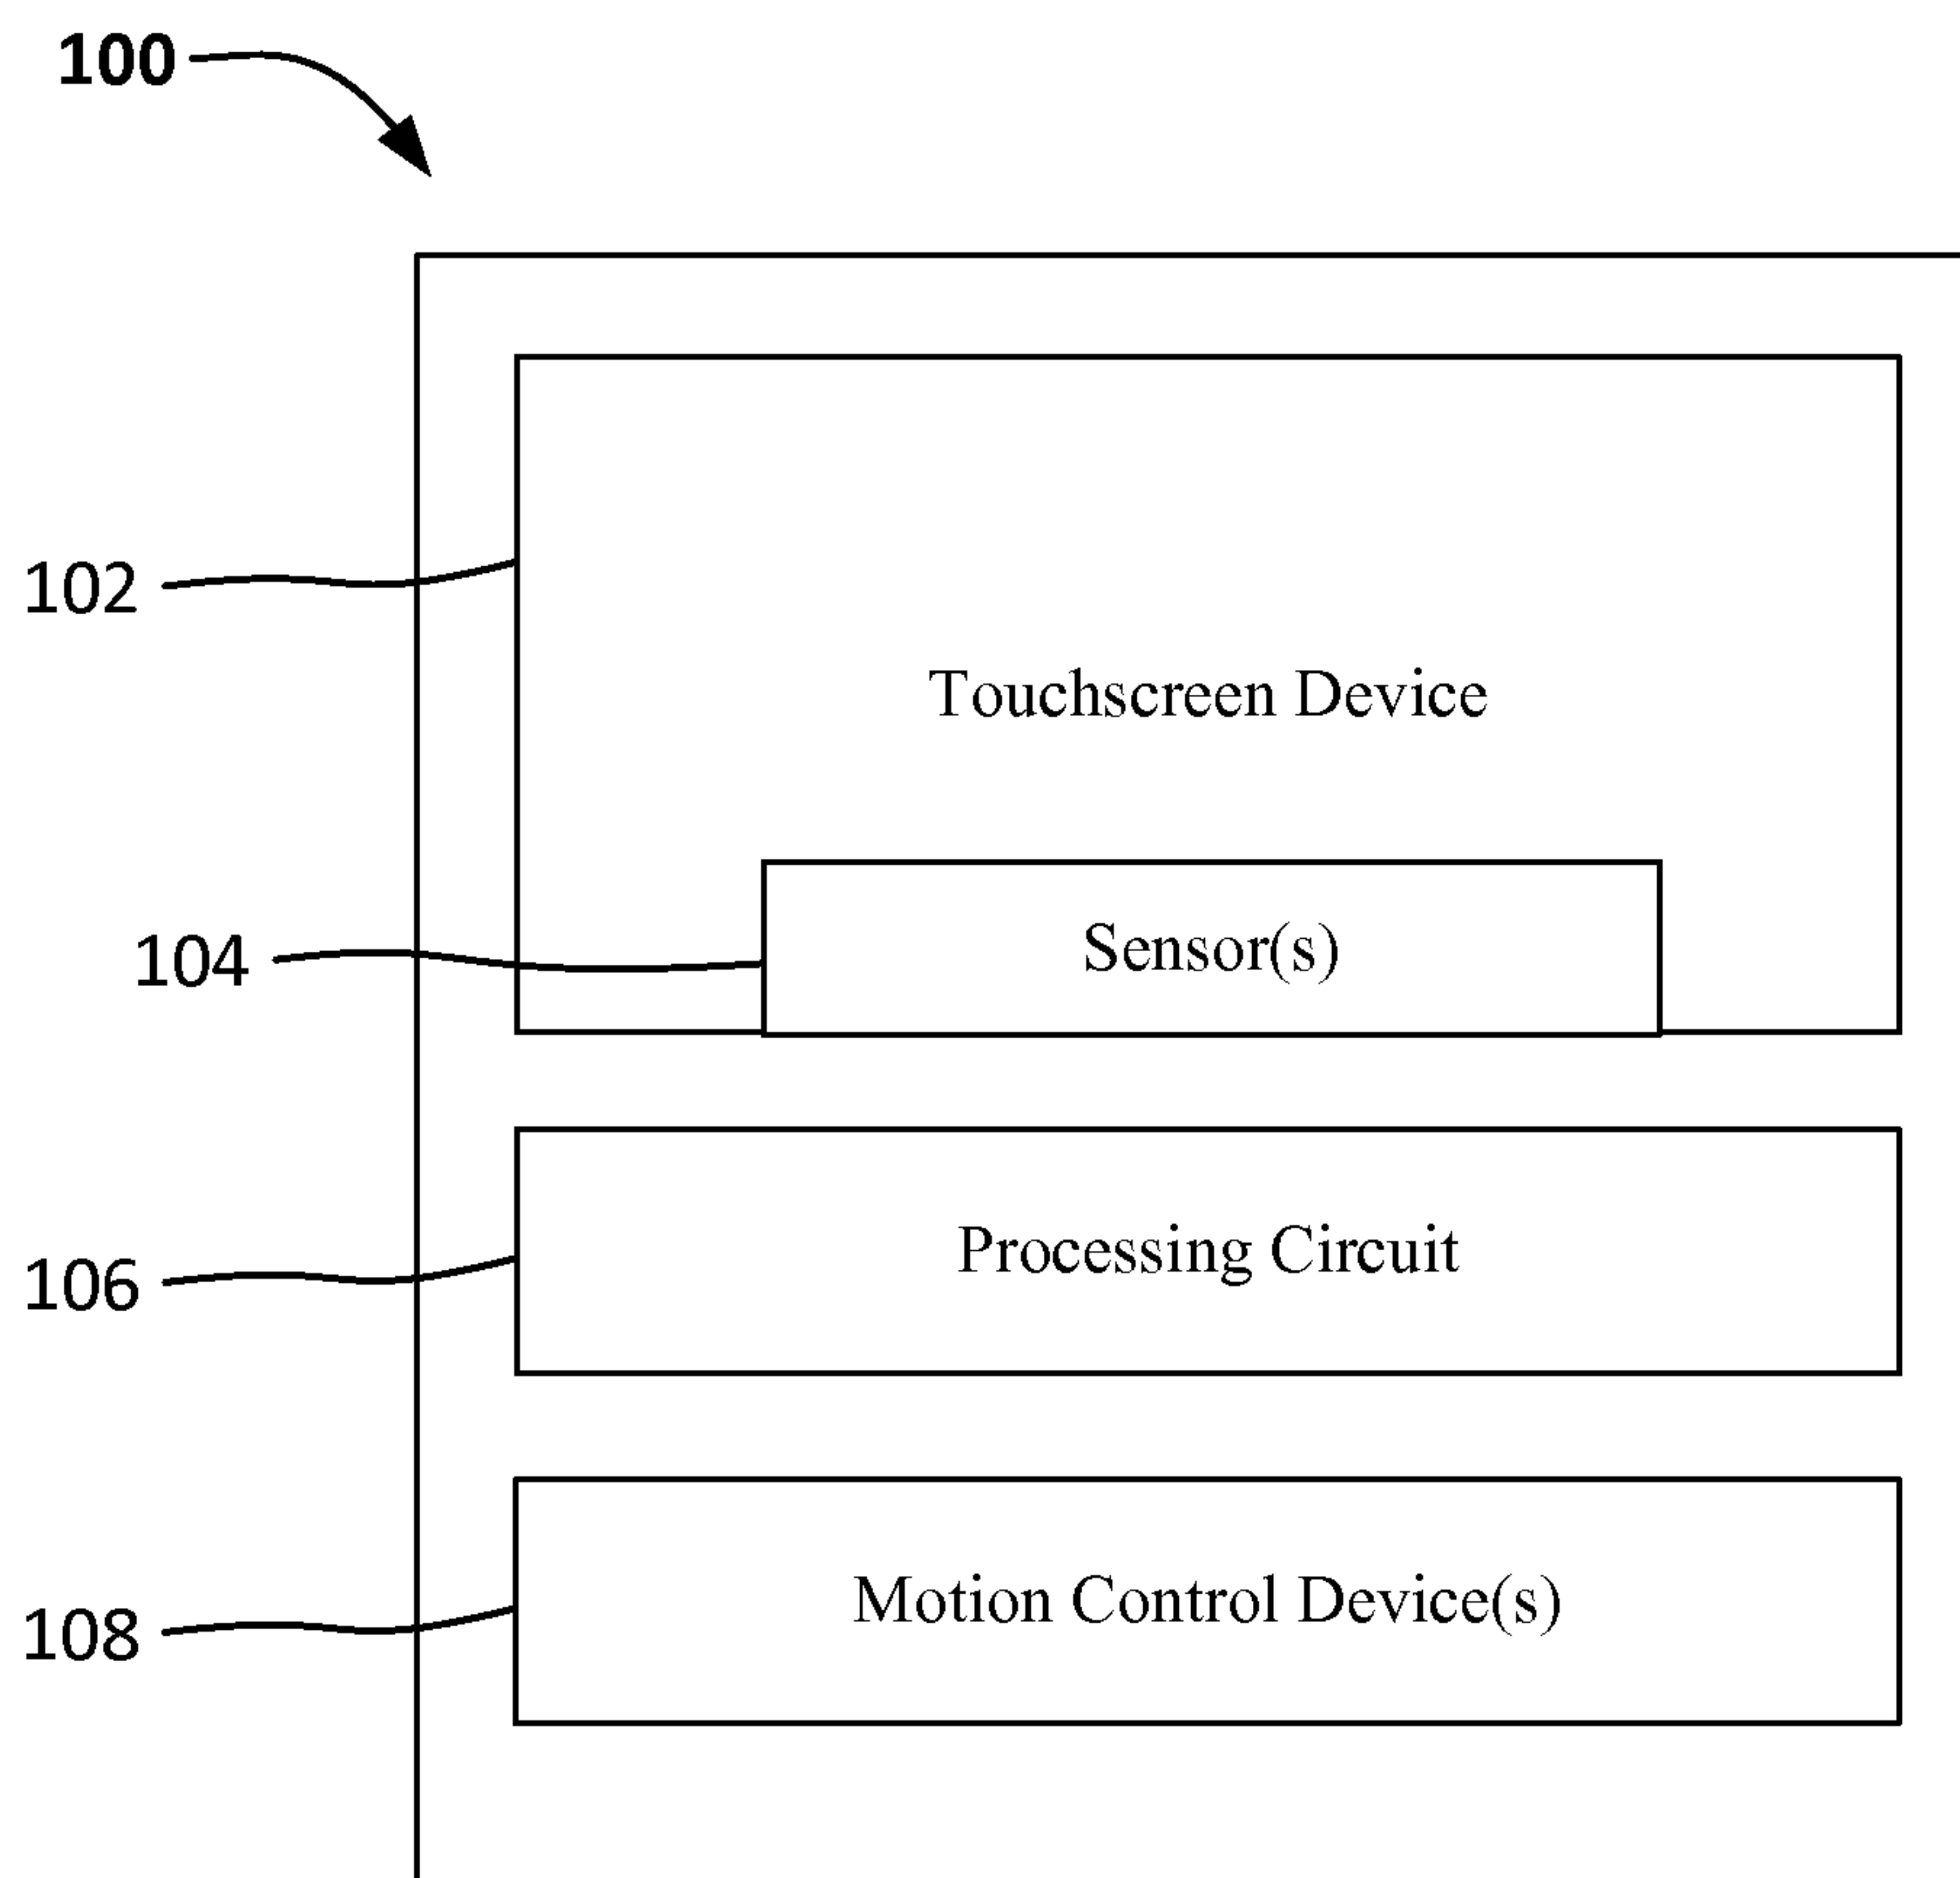 100
102
Touchscreen Device
104
Sensor(s)
106
Processing Circuit
108
Motion Control Device(s)